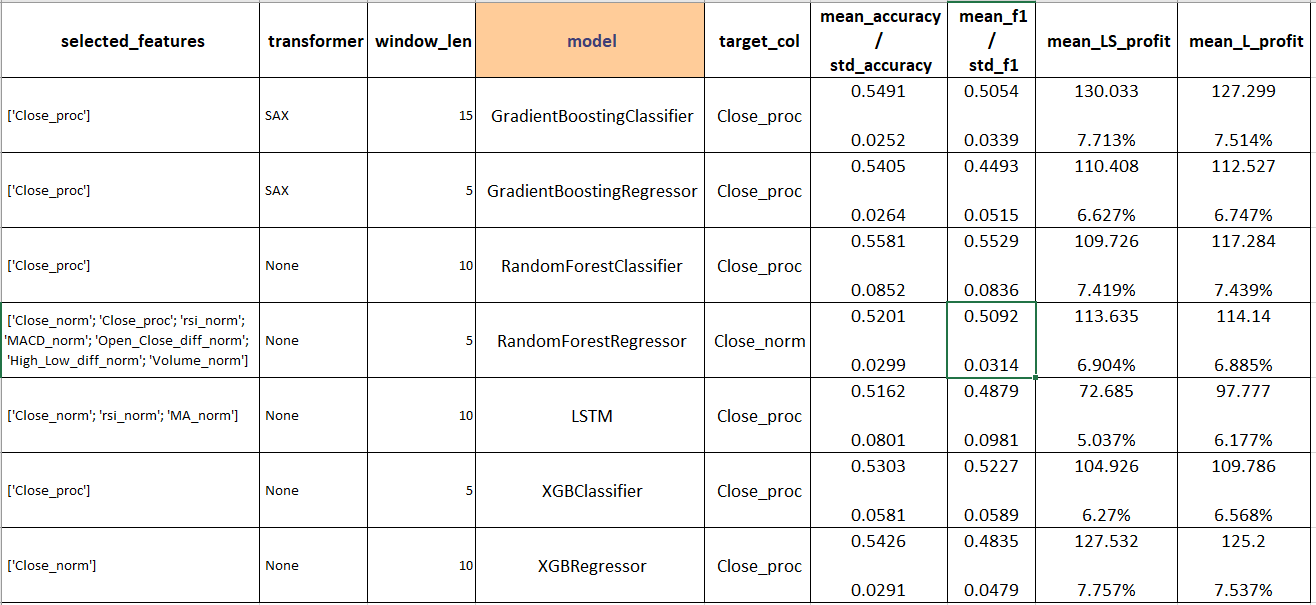 selected_features transformer window_len model target_col mean_accuracy / std_accuracy mean_f1 / std_f1 mean_LS_profit mean_L_profit
['Close_proc'] SAX 15 GradientBoostingClassifier Close_proc 0.5491 0.5054 130.033 127.299
0.0252 0.0339 7.713% 7.514%
['Close_proc'] SAX 5 GradientBoostingRegressor Close_proc 0.5405 0.4493 110.408 112.527
0.0264 0.0515 6.627% 6.747%
['Close_proc'] None 10 RandomForestClassifier Close_proc 0.5581 0.5529 109.726 117.284
0.0852 0.0836 7.419% 7.439%
['Close_norm'; 'Close_proc'; 'rsi_norm';
'MACD_norm'; 'Open_Close_diff_norm';
'High_Low_diff_norm'; 'Volume_norm'] None 5 RandomForestRegressor Close_norm 0.5201 0.5092 113.635 114.14
0.0299 0.0314 6.904% 6.885%
['Close_norm'; 'rsi_norm'; 'MA_norm'] None 10 LSTM Close_proc 0.5162 0.4879 72.685 97.777
0.0801 0.0981 5.037% 6.177%
['Close_proc'] None 5 XGBClassifier Close_proc 0.5303 0.5227 104.926 109.786
0.0581 0.0589 6.27% 6.568%
['Close_norm'] None 10 XGBRegressor Close_proc 0.5426 0.4835 127.532 125.2
0.0291 0.0479 7.757% 7.537%